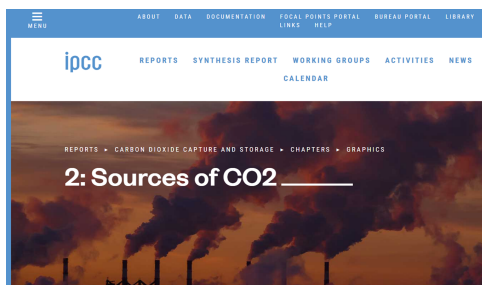 MENU
ABOUT DATA DOCUMENTATION FOCAL POINTS PORTAL BUREAU PORTAL LIBRARY
LINKS HELP
ipcc
REPORTS SYNTHESIS REPORT WORKING GROUPS ACTIVITIES NEWS
CALENDAR
REPORTS ▸ CARBON DIOXIDE CAPTURE AND STORAGE ▸ CHAPTERS ▸ GRAPHICS
2: Sources of CO2